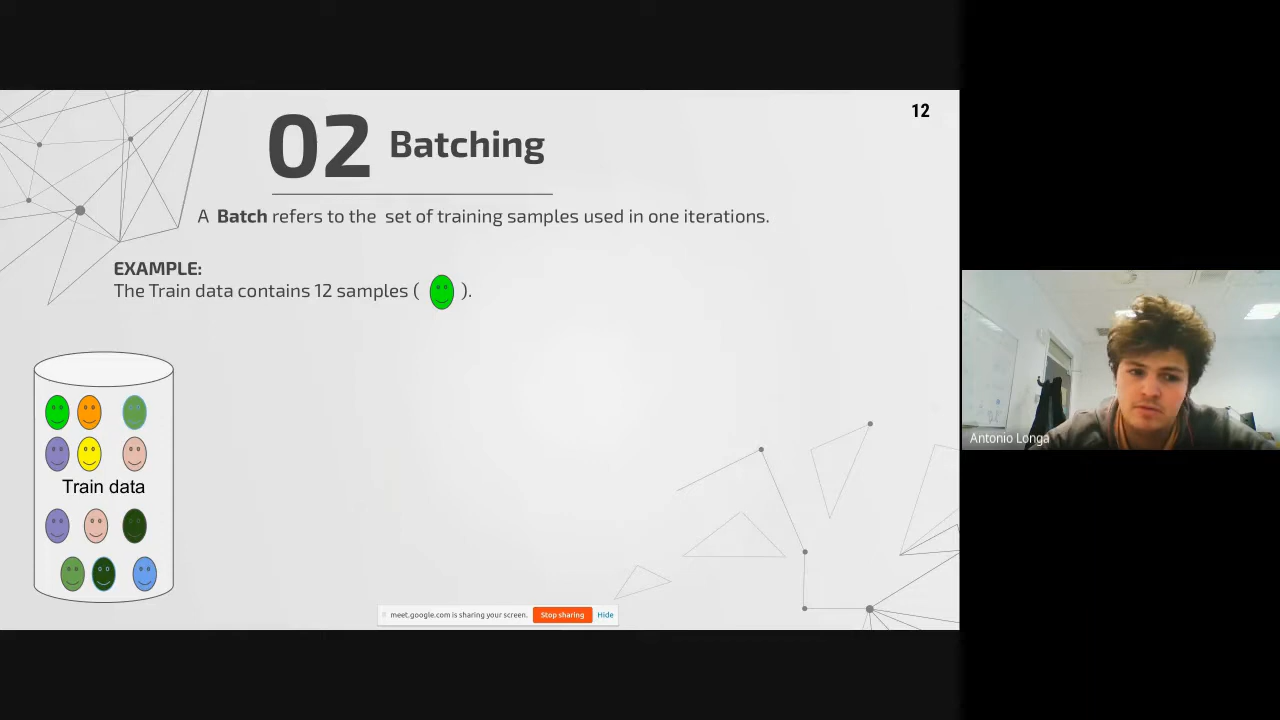 12
02 Batching
A Batch refers to the set of training samples used in one iterations.
EXAMPLE:
The Train data contains 12 samples ( ).
Train data
meet.google.com is sharing your screen. Stop sharing Hide
Antonio Longa